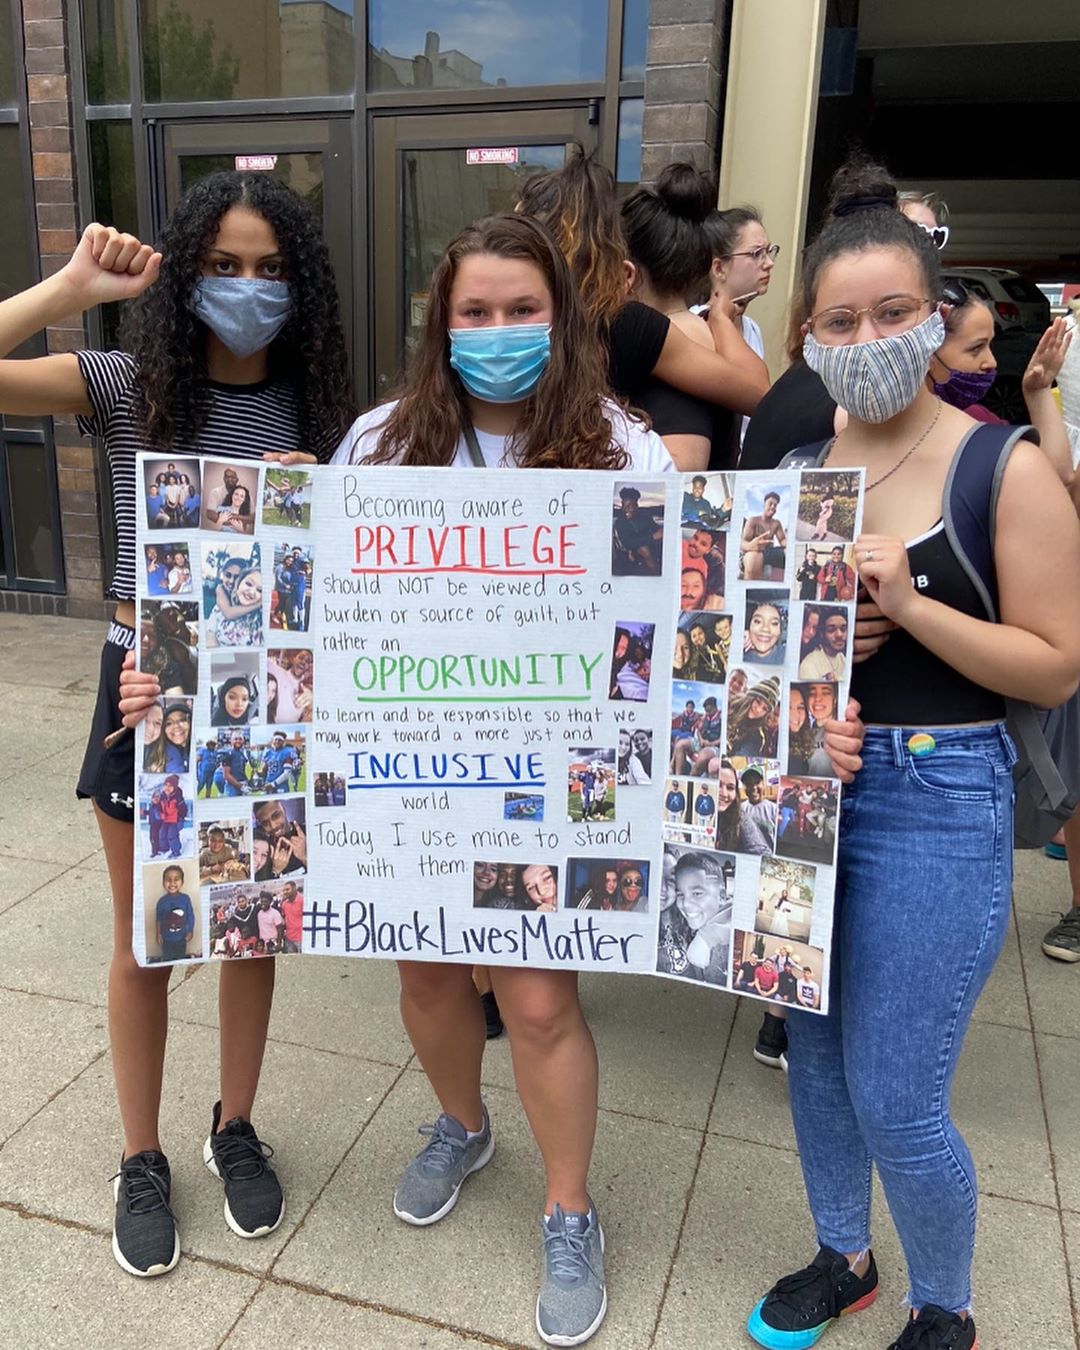 NO SMOKING
NO SMOKING
Becoming aware of
PRIVILEGE
should NOT be viewed as a
burden or source of guilt, but
rather an
OPPORTUNITY
to learn and be responsible so that we
may work toward a more just and
INCLUSIVE
world
Today I use mine to stand
with them:
#BlackLivesMatter